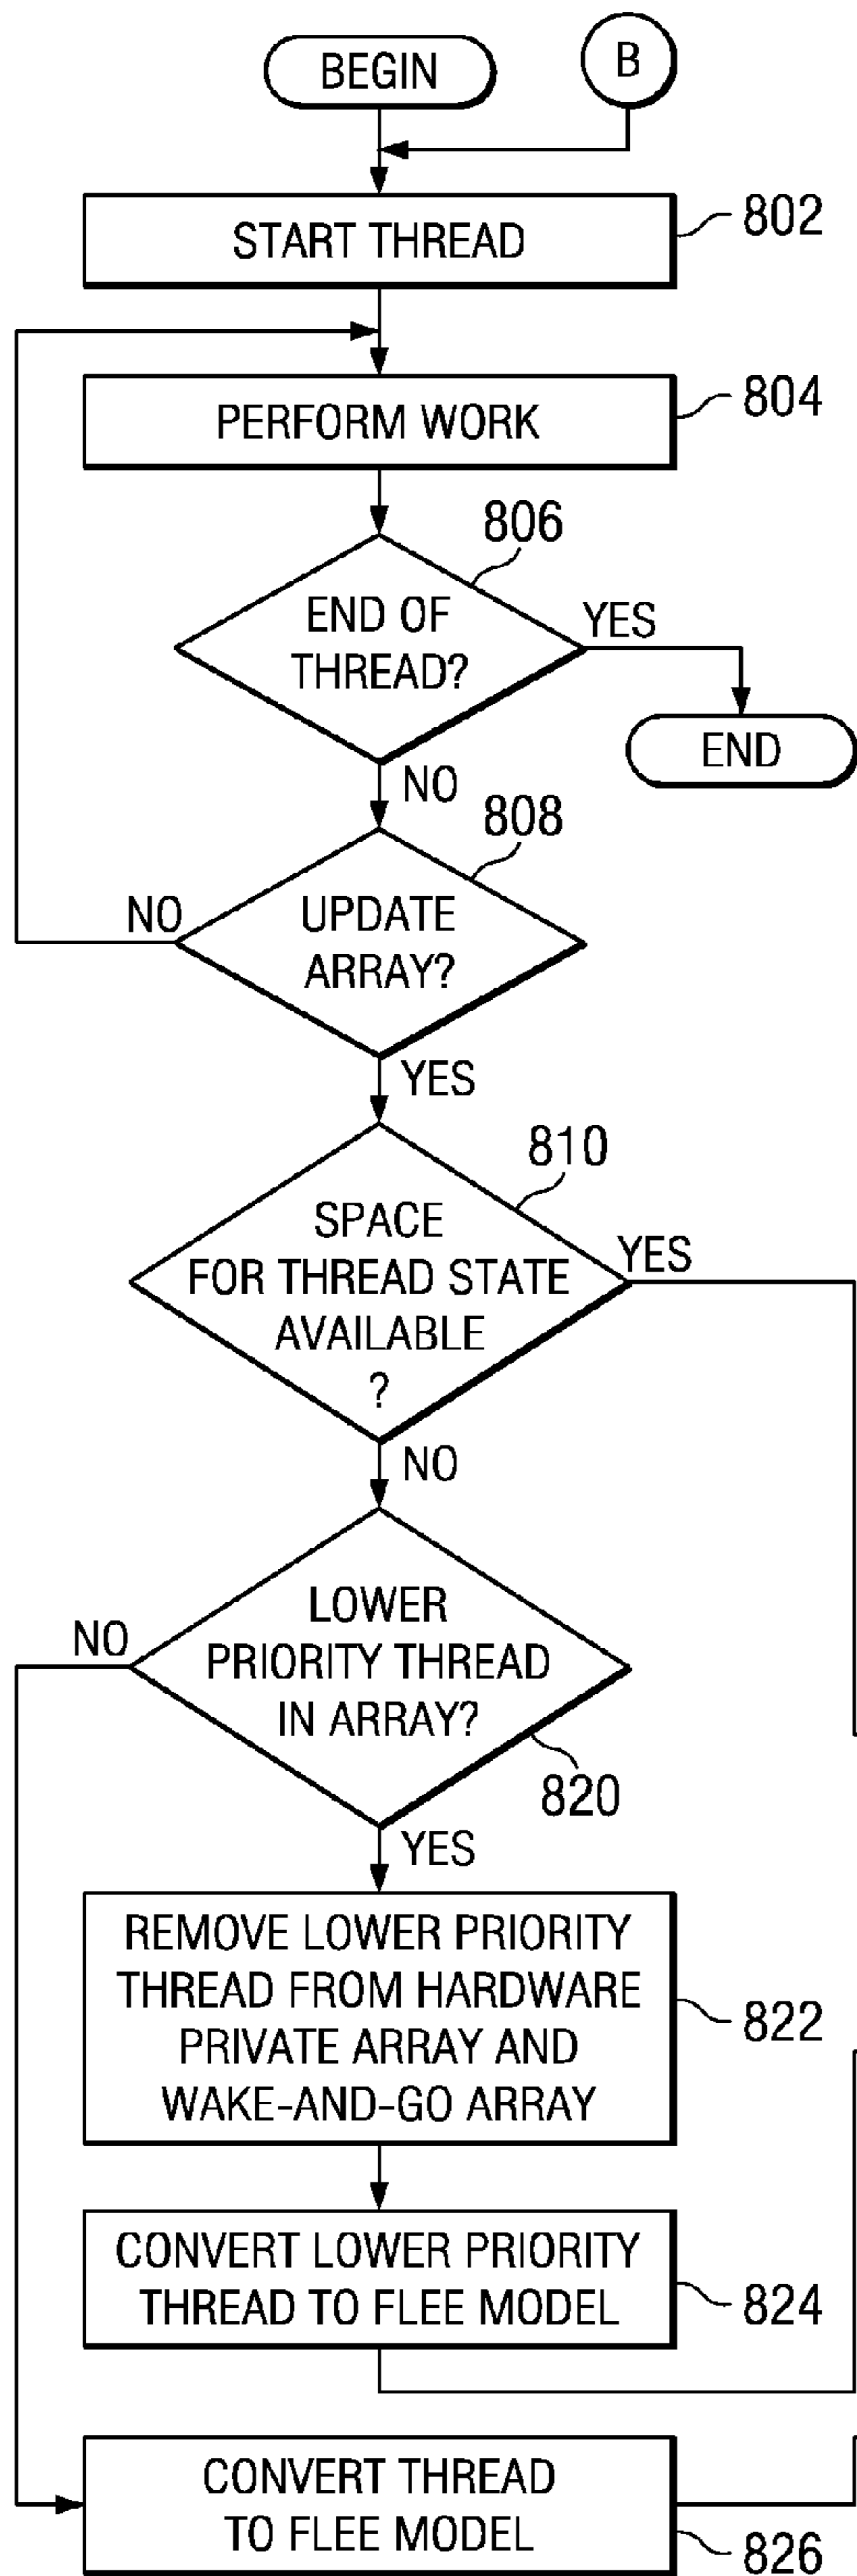 BEGIN
B
START THREAD
802
PERFORM WORK
804
806
END OF
THREAD?
YES
END
NO
808
NO
UPDATE
ARRAY?
YES
810
SPACE
FOR THREAD STATE
AVAILABLE
?
YES
NO
LOWER
PRIORITY THREAD
IN ARRAY?
NO
820
YES
REMOVE LOWER PRIORITY
THREAD FROM HARDWARE
PRIVATE ARRAY AND
WAKE-AND-GO ARRAY
822
CONVERT LOWER PRIORITY
THREAD TO FLEE MODEL
824
CONVERT THREAD
TO FLEE MODEL
826